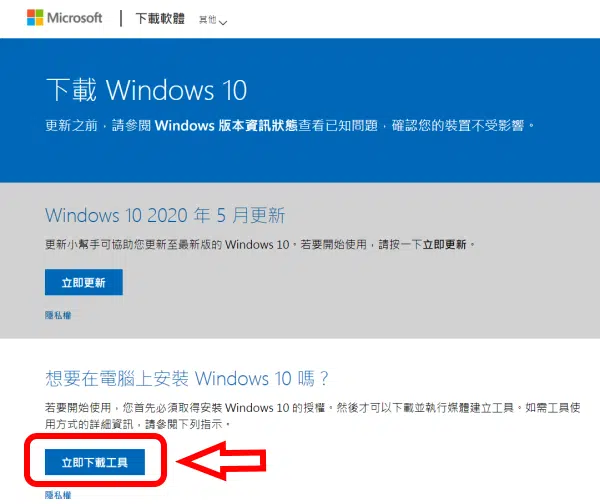 Microsoft | 下載軟體 其他
下載 Windows 10
更新之前，請參閱 Windows 版本資訊狀態查看已知問題，確認您的裝置不受影響。
Windows 10 2020 年 5 月更新
更新小幫手可協助您更新至最新版的 Windows 10。若要開始使用，請按一下立即更新。
立即更新
隱私權
想要在電腦上安裝 Windows 10 嗎？
若要開始使用，您首先必須取得安裝 Windows 10 的授權。然後才可以下載並執行媒體建立工具。如需工具使
用方式的詳細資訊，請參閱下列指示。
立即下載工具
隱私權